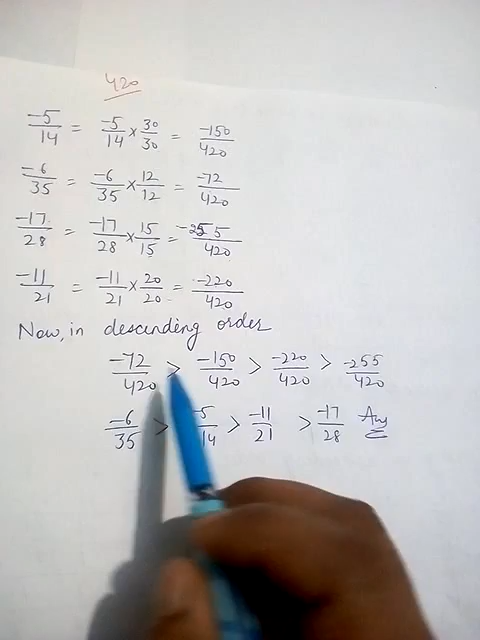 420
-5/14 = -5/14 × 30/30 = -150/420
-6/35 = -6/35 × 12/12 = -72/420
-17/28 = -17/28 × 15/15 = -255/420
-11/21 = -11/21 × 20/20 = -220/420
Now, in descending order
-72/420 > -150/420 > -220/420 > -255/420
-6/35 > -5/14 > -11/21 > -17/28 Ans